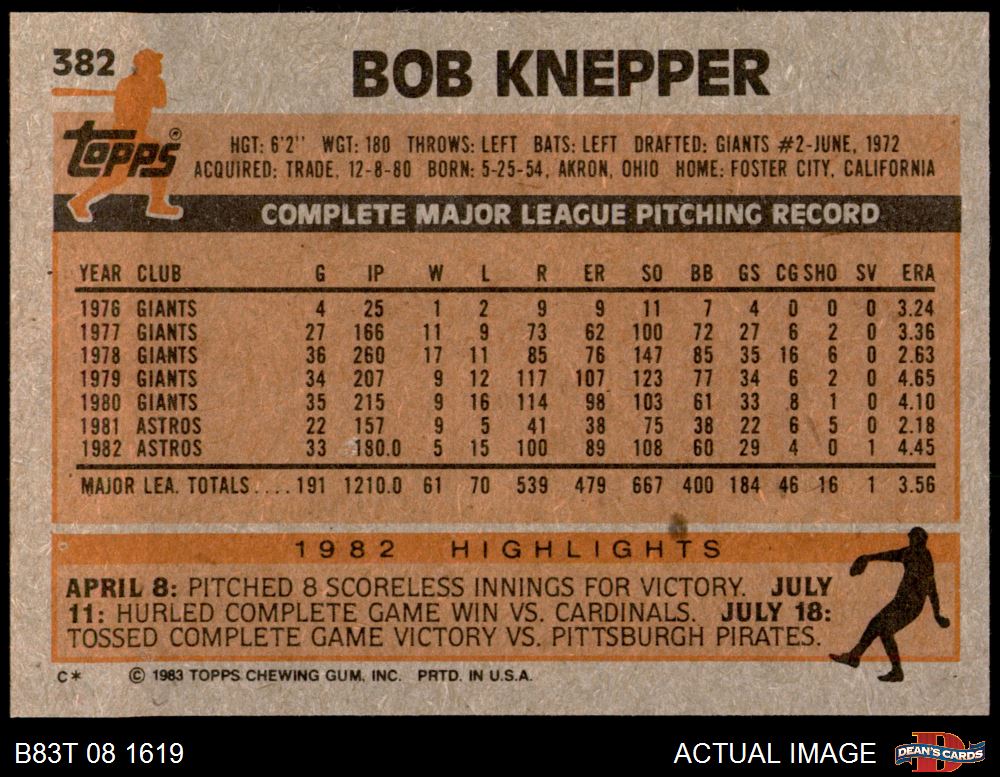 382
BOB KNEPPER
Topps®
HGT: 6'2" WGT: 180 THROWS: LEFT BATS: LEFT DRAFTED: GIANTS #2-JUNE, 1972
ACQUIRED: TRADE, 12-8-80 BORN: 5-25-54, AKRON, OHIO HOME: FOSTER CITY, CALIFORNIA
COMPLETE MAJOR LEAGUE PITCHING RECORD
YEAR CLUB G IP W L R ER SO BB GS CG SHO SV ERA
1976 GIANTS 4 25 1 2 9 9 11 7 4 0 0 0 3.24
1977 GIANTS 27 166 11 9 73 62 100 72 27 6 2 0 3.36
1978 GIANTS 36 260 17 11 85 76 147 85 35 16 6 0 2.63
1979 GIANTS 34 207 9 12 117 107 123 77 34 6 2 0 4.65
1980 GIANTS 35 215 9 16 114 98 103 61 33 8 1 0 4.10
1981 ASTROS 22 157 9 5 41 38 75 38 22 6 5 0 2.18
1982 ASTROS 33 180.0 5 15 100 89 108 60 29 4 0 1 4.45
MAJOR LEA. TOTALS....191 1210.0 61 70 539 479 667 400 184 46 16 1 3.56
1982 HIGHLIGHTS
APRIL 8: PITCHED 8 SCORELESS INNINGS FOR VICTORY. JULY
11: HURLED COMPLETE GAME WIN VS. CARDINALS. JULY 18:
TOSSED COMPLETE GAME VICTORY VS. PITTSBURGH PIRATES.
C* © 1983 TOPPS CHEWING GUM, INC. PRTD. IN U.S.A.
B83T 08 1619 ACTUAL IMAGE D DEAN'S CARDS